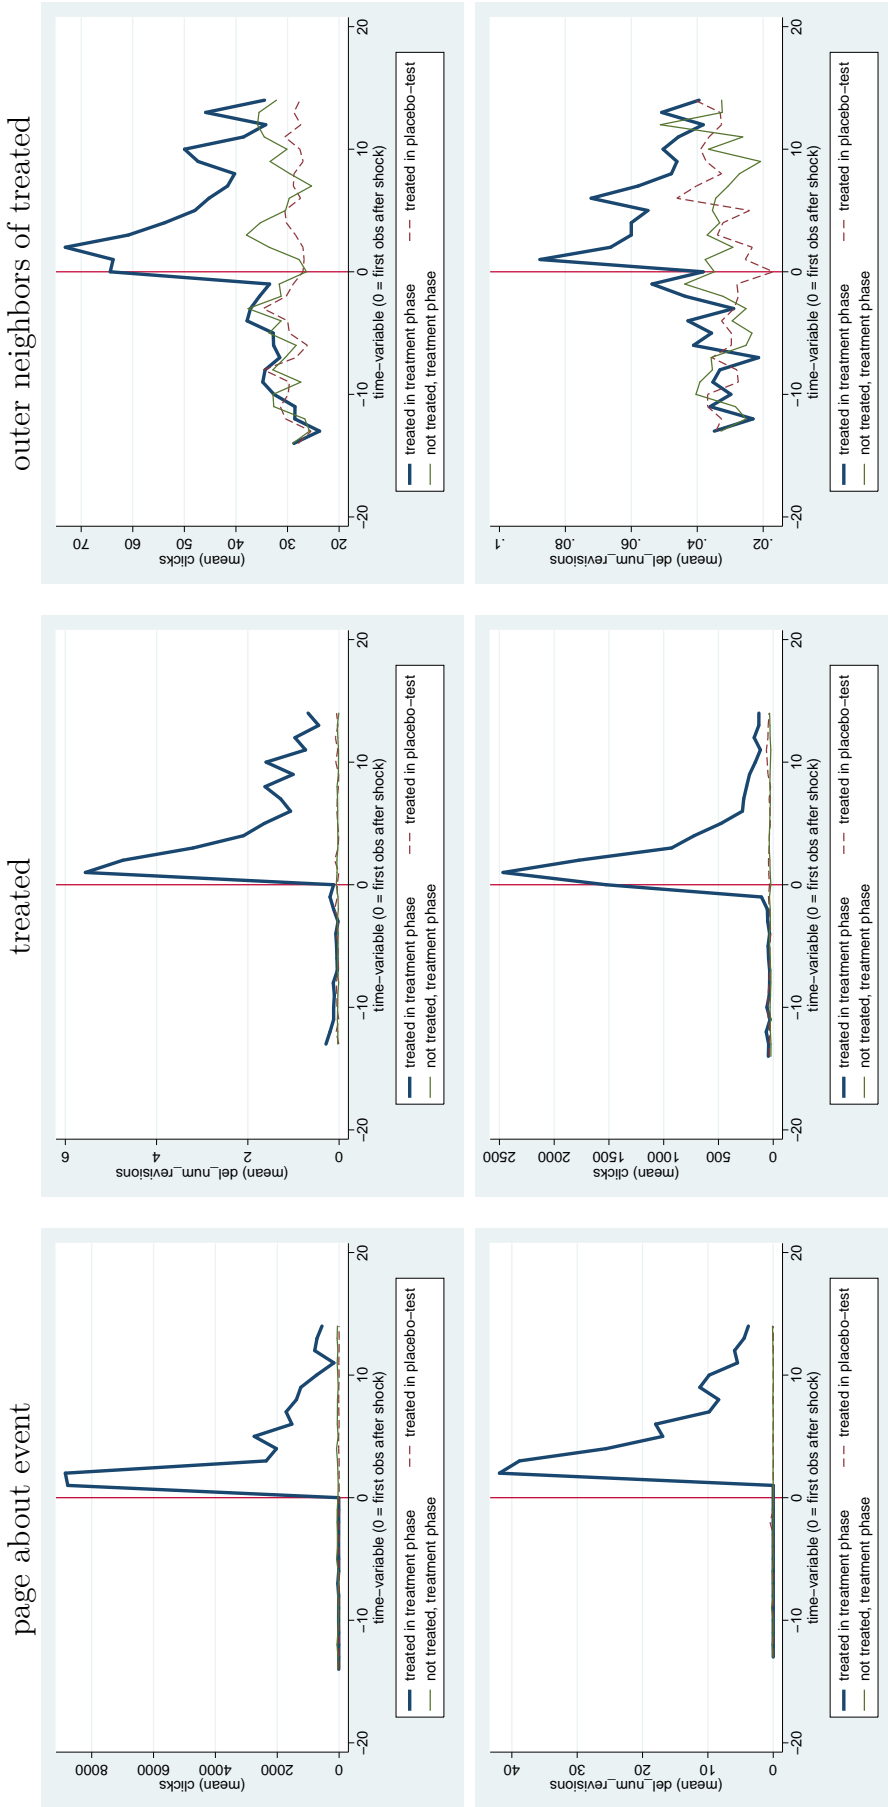 page about event
treated
outer neighbors of treated
(mean) clicks
0
2000
4000
6000
8000
−20
−10
0
10
20
time−variable (0 = first obs after shock)
treated in treatment phase
treated in placebo−test
not treated, treatment phase
(mean) del_num_revisions
0
2
4
6
−20
−10
0
10
20
time−variable (0 = first obs after shock)
treated in treatment phase
treated in placebo−test
not treated, treatment phase
(mean) clicks
20
30
40
50
60
70
−20
−10
0
10
20
time−variable (0 = first obs after shock)
treated in treatment phase
treated in placebo−test
not treated, treatment phase
(mean) del_num_revisions
0
10
20
30
40
−20
−10
0
10
20
time−variable (0 = first obs after shock)
treated in treatment phase
treated in placebo−test
not treated, treatment phase
(mean) clicks
0
500
1000
1500
2000
2500
−20
−10
0
10
20
time−variable (0 = first obs after shock)
treated in treatment phase
treated in placebo−test
not treated, treatment phase
(mean) del_num_revisions
.02
.04
.06
.08
.1
−20
−10
0
10
20
time−variable (0 = first obs after shock)
treated in treatment phase
treated in placebo−test
not treated, treatment phase